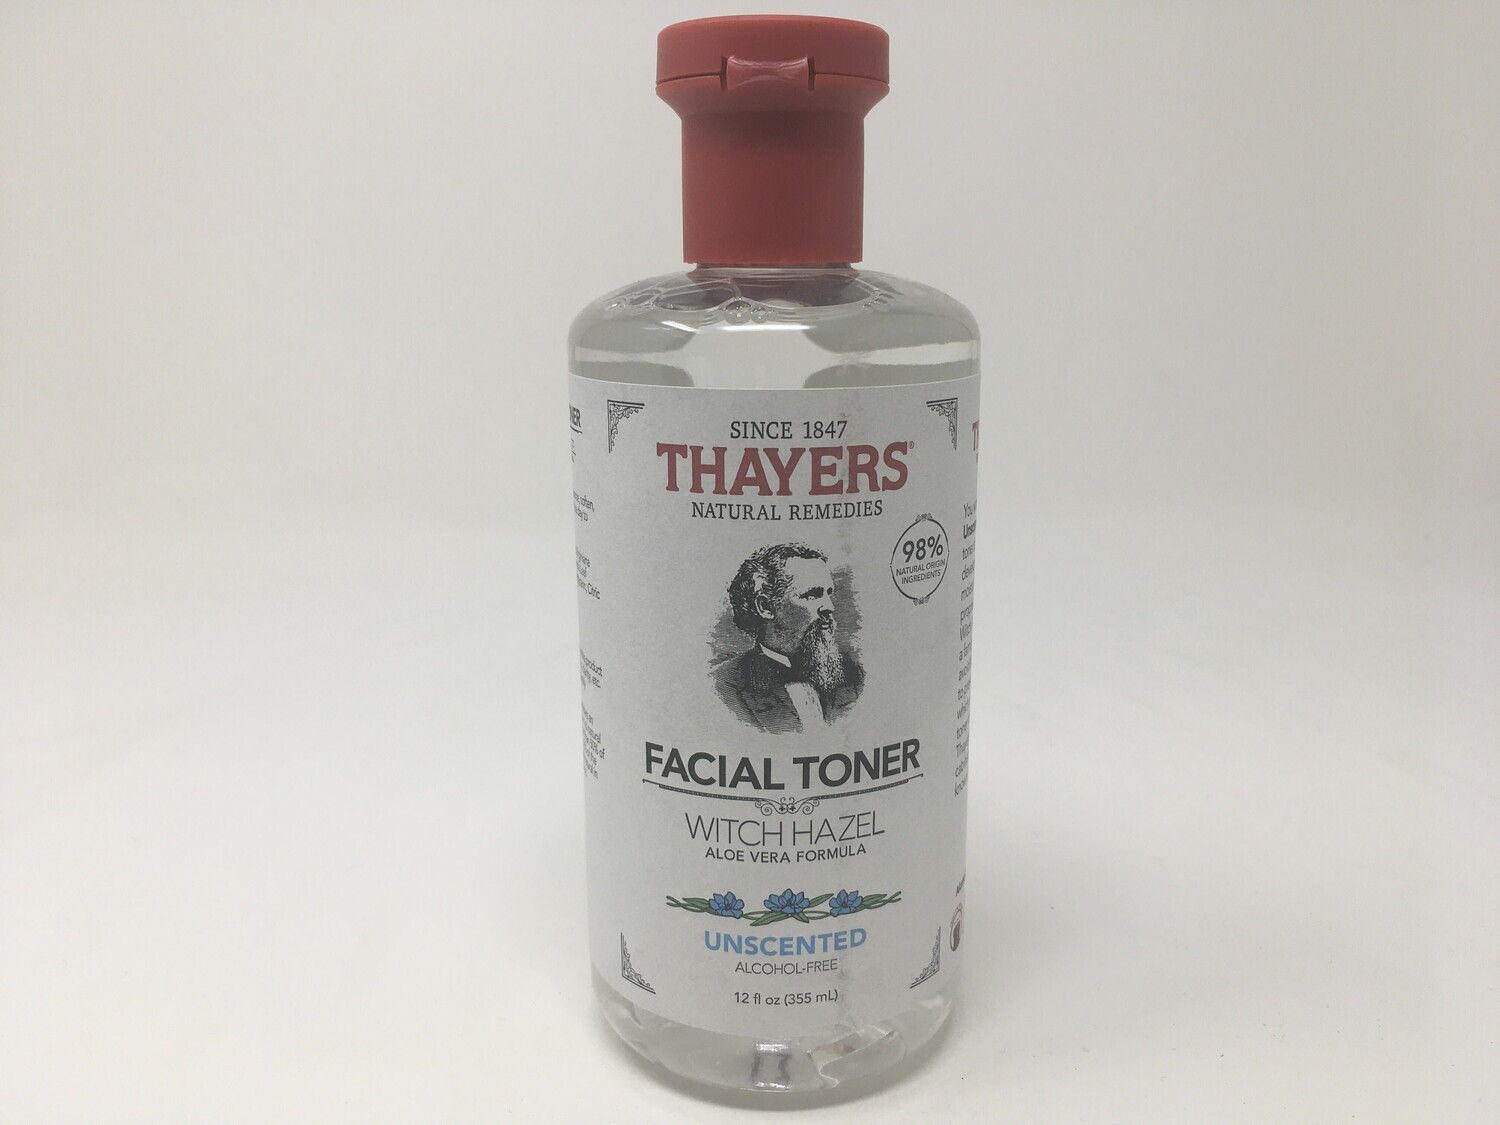 SINCE 1847
THAYERS®
NATURAL REMEDIES
98%
NATURAL ORIGIN
INGREDIENTS
FACIAL TONER
WITCH HAZEL
ALOE VERA FORMULA
UNSCENTED
ALCOHOL-FREE
12 fl oz (355 mL)